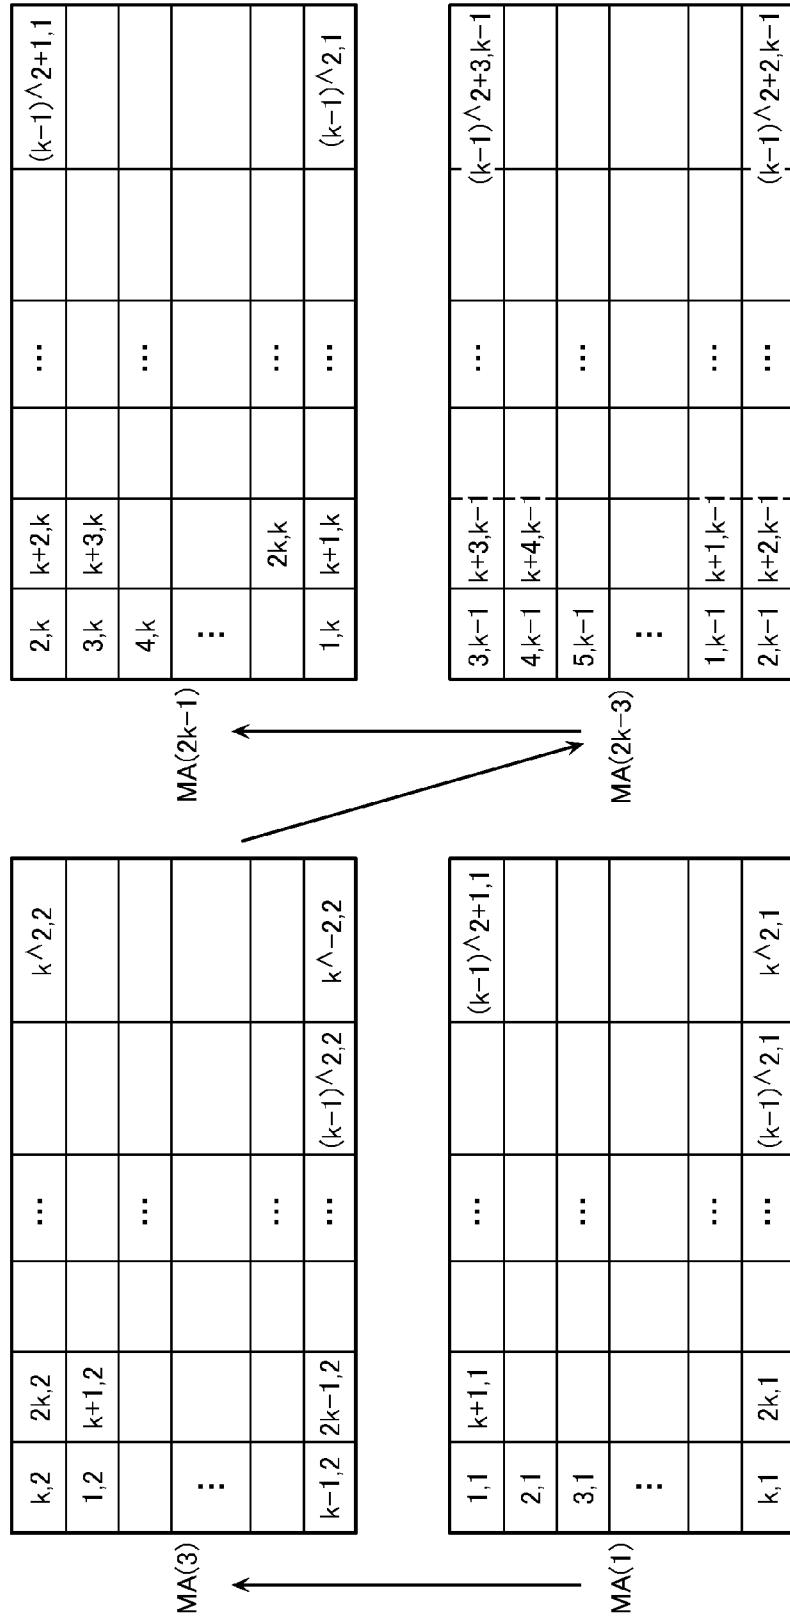 k,2 2k,2 … k^2,2
1,2 k+1,2
…
…
…
k−1,2 2k−1,2 … (k−1)^2,2 k^−2,2
MA(3)
2,k k+2,k … (k−1)^2+1,1
3,k k+3,k
4,k …
…
2k,k …
1,k k+1,k … (k−1)^2,1
MA(2k−1)
1,1 k+1,1 … (k−1)^2+1,1
2,1
3,1 …
…
…
k,1 2k,1 … (k−1)^2,1 k^2,1
MA(1)
3,k−1 k+3,k−1 … (k−1)^2+3,k−1
4,k−1 k+4,k−1
5,k−1 …
…
1,k−1 k+1,k−1 …
2,k−1 k+2,k−1 … (k−1)^2+2,k−1
MA(2k−3)